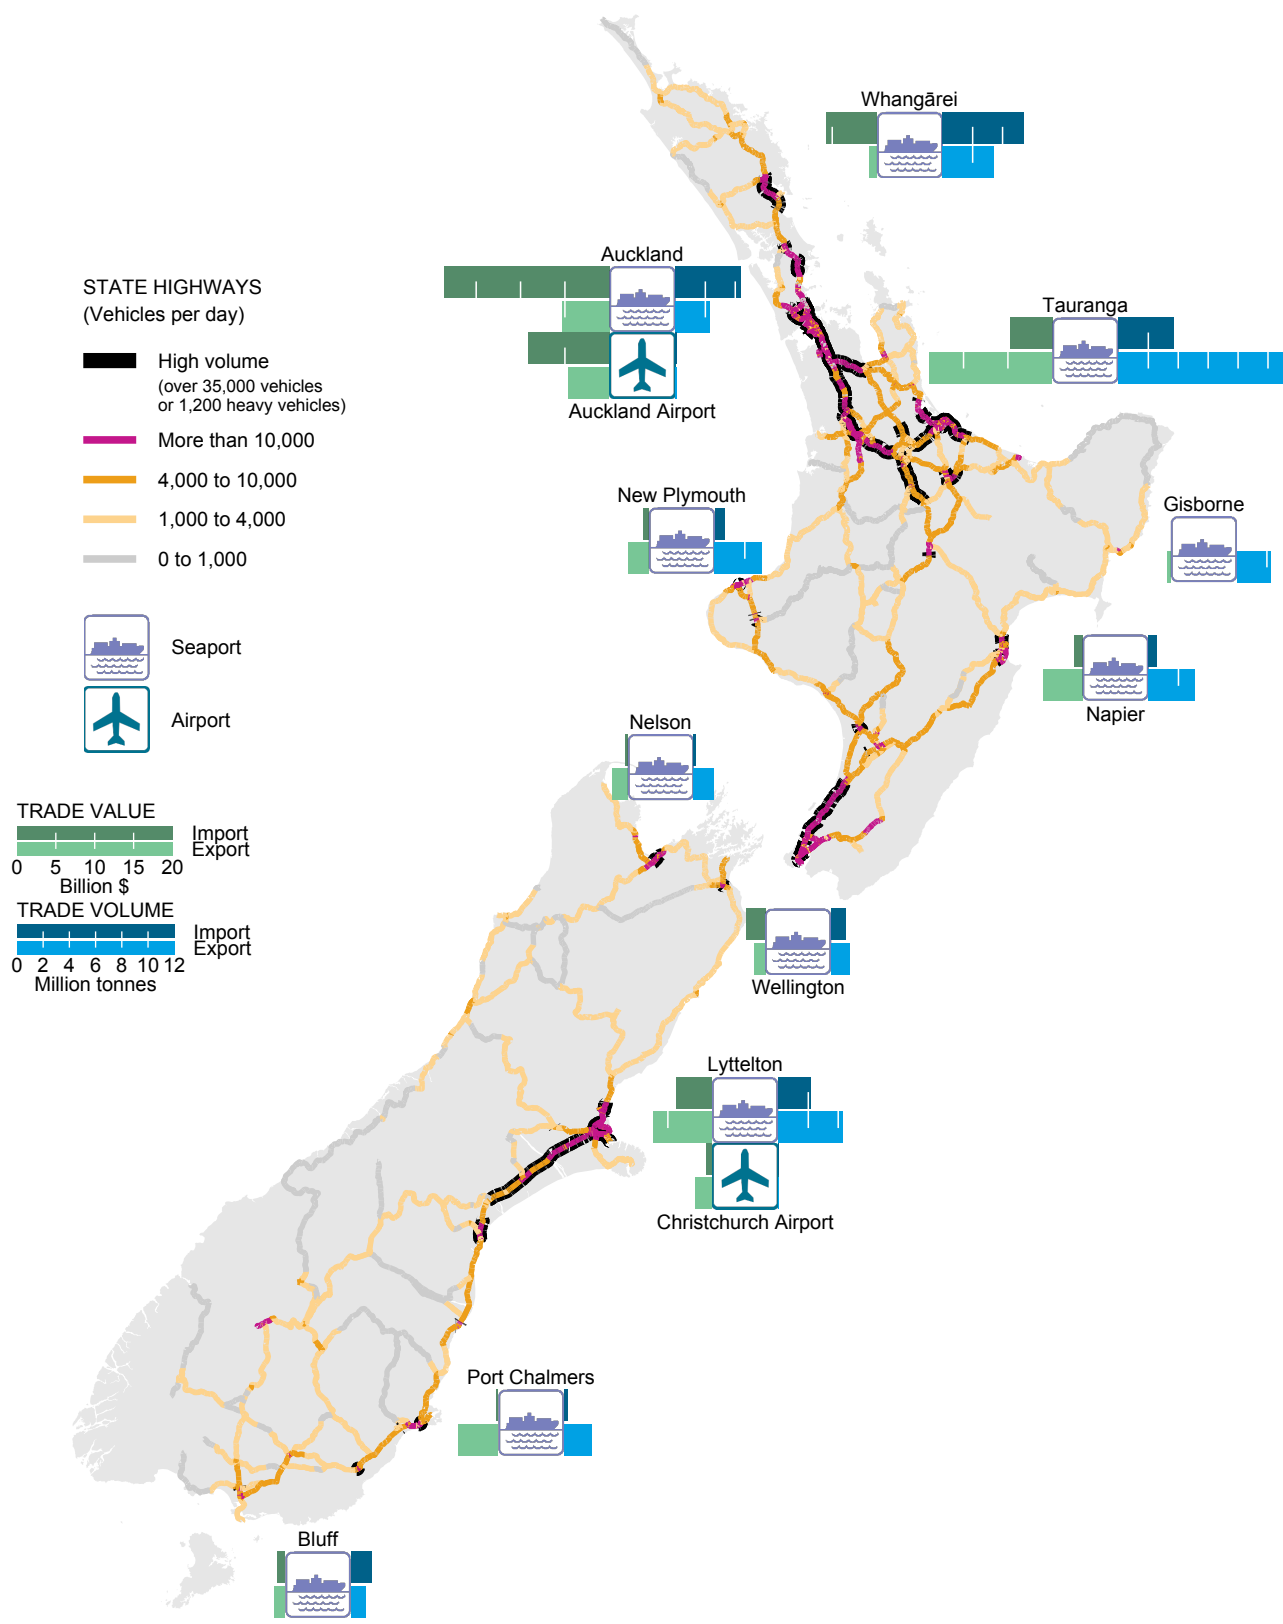 Whangārei
Auckland
STATE HIGHWAYS
(Vehicles per day)
Tauranga
High volume
(over 35,000 vehicles
or 1,200 heavy vehicles)
Auckland Airport
More than 10,000
4,000 to 10,000
New Plymouth
Gisborne
1,000 to 4,000
0 to 1,000
Seaport
Airport
Napier
Nelson
TRADE VALUE
Import
Export
0 5 10 15 20
Billion $
TRADE VOLUME
Import
Export
0 2 4 6 8 10 12
Million tonnes
Wellington
Lyttelton
Christchurch Airport
Port Chalmers
Bluff